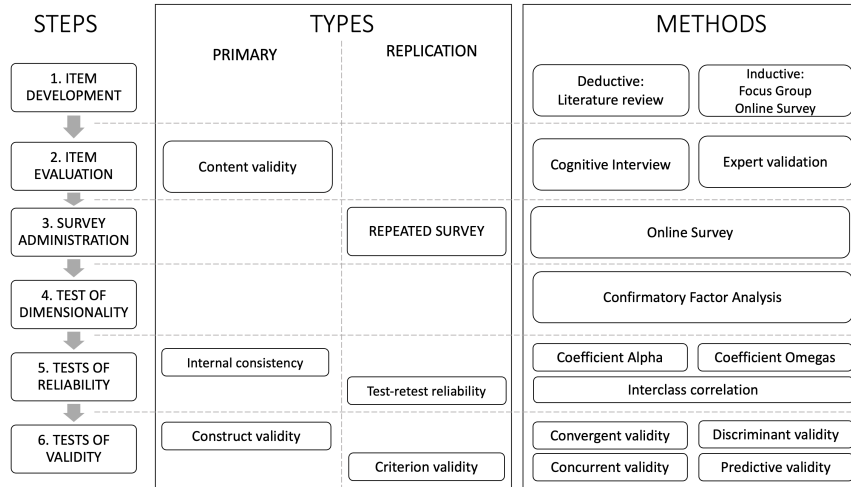 STEPS
TYPES
METHODS
PRIMARY
REPLICATION
1. ITEM
DEVELOPMENT
Deductive:
Literature review
Inductive:
Focus Group
Online Survey
2. ITEM
EVALUATION
Content validity
Cognitive Interview
Expert validation
3. SURVEY
ADMINISTRATION
REPEATED SURVEY
Online Survey
4. TEST OF
DIMENSIONALITY
Confirmatory Factor Analysis
5. TESTS OF
RELIABILITY
Internal consistency
Coefficient Alpha
Coefficient Omegas
Test-retest reliability
Interclass correlation
6. TESTS OF
VALIDITY
Construct validity
Convergent validity
Discriminant validity
Criterion validity
Concurrent validity
Predictive validity